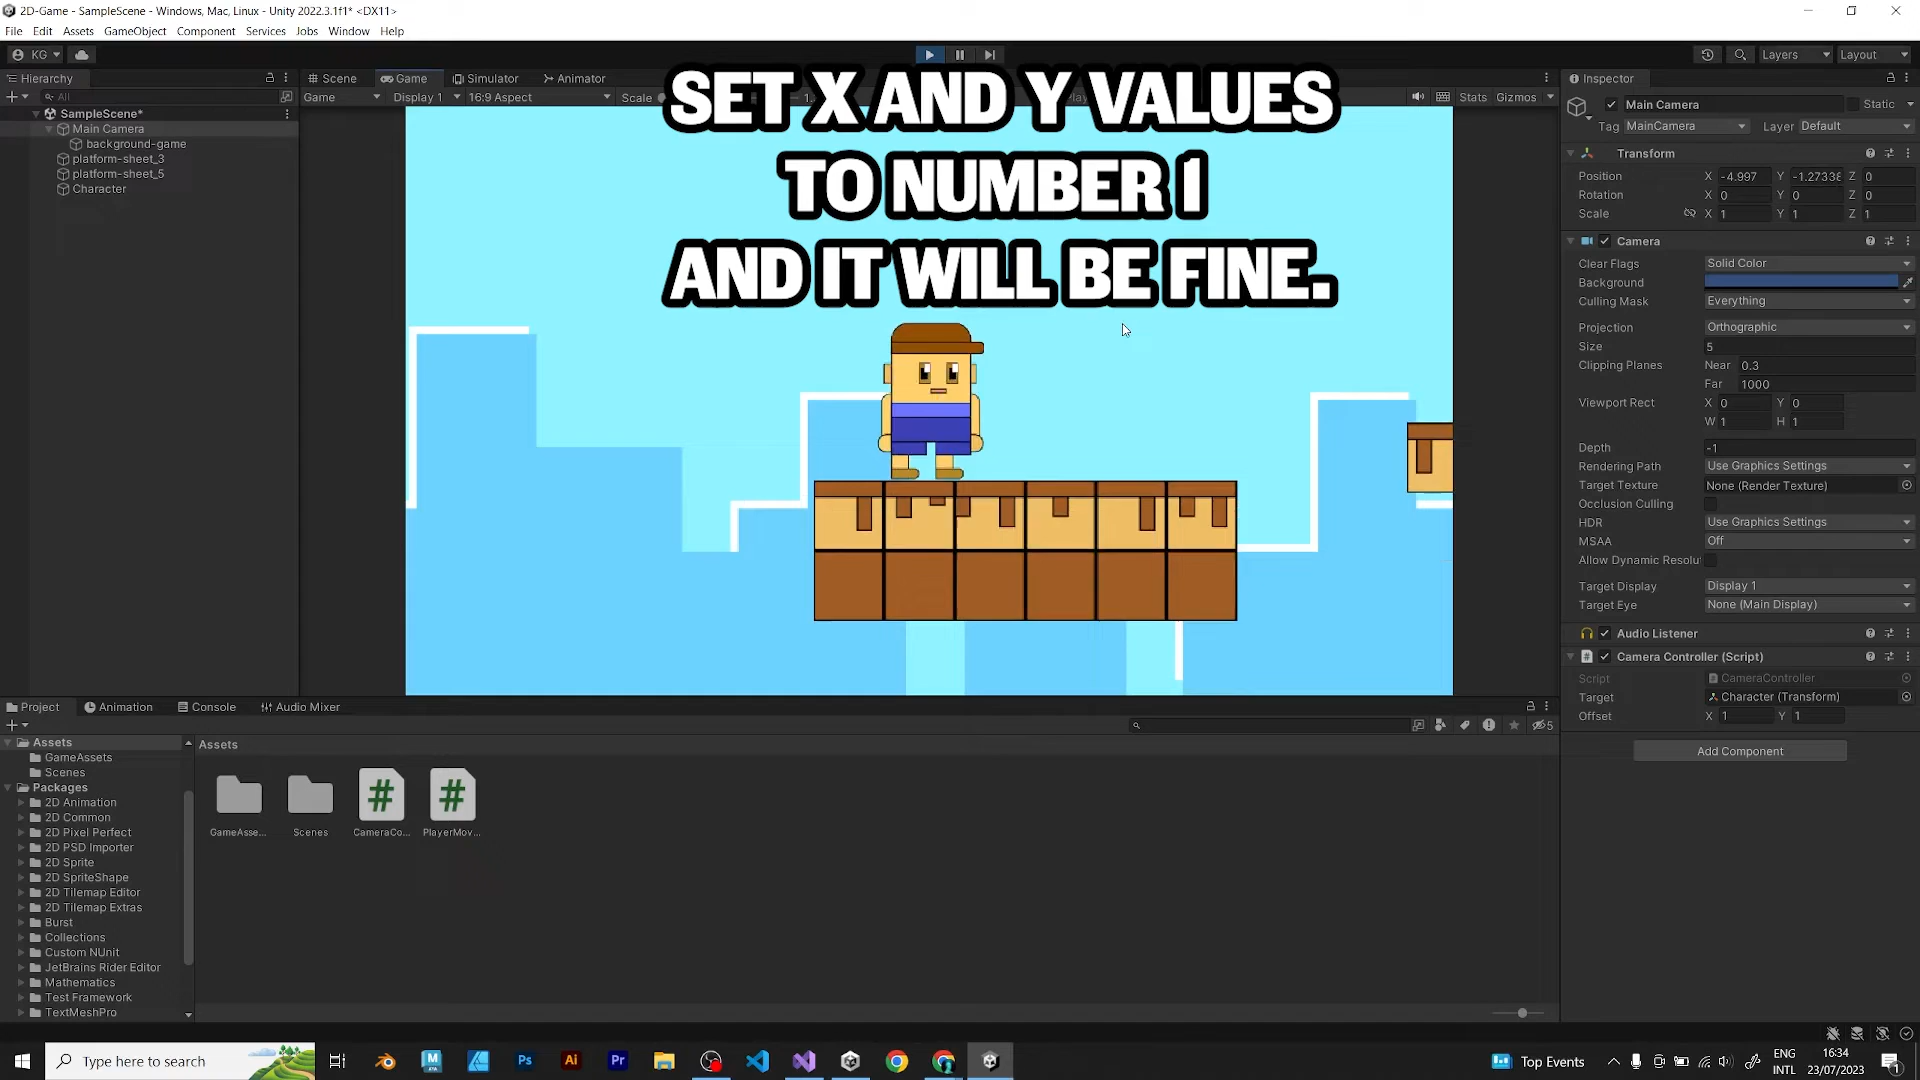 2D-Game - SampleScene - Windows, Mac, Linux - Unity 2022.3.1f1* <DX11>
File Edit Assets GameObject Component Services Jobs Window Help
KG Layers Layout
Hierarchy Scene Game Simulator Animator Inspector
All Game Display 1 16:9 Aspect Scale Stats Gizmos
SET X AND Y VALUES
TO NUMBER 1
AND IT WILL BE FINE.
SampleScene*
Main Camera
background-game
platform-sheet_3
platform-sheet_5
Character
Main Camera Static
Tag MainCamera Layer Default
Transform
Position X -4.997 Y -1.27338 Z 0
Rotation X 0 Y 0 Z 0
Scale X 1 Y 1 Z 1
Camera
Clear Flags Solid Color
Background
Culling Mask Everything
Projection Orthographic
Size 5
Clipping Planes Near 0.3
Far 1000
Viewport Rect X 0 Y 0
W 1 H 1
Depth -1
Rendering Path Use Graphics Settings
Target Texture None (Render Texture)
Occlusion Culling
HDR Use Graphics Settings
MSAA Off
Allow Dynamic Resolu
Target Display Display 1
Target Eye None (Main Display)
Audio Listener
Camera Controller (Script)
Script CameraController
Target Character (Transform)
Offset X 1 Y 1
Add Component
Project Animation Console Audio Mixer
5
Assets
GameAssets
Scenes
Packages
2D Animation
2D Common
2D Pixel Perfect
2D PSD Importer
2D Sprite
2D SpriteShape
2D Tilemap Editor
2D Tilemap Extras
Burst
Collections
Custom NUnit
JetBrains Rider Editor
Mathematics
Test Framework
TextMeshPro
Assets
GameAsse... Scenes CameraCo... PlayerMov...
Type here to search
Ps Ai Pr
Top Events
ENG
INTL
16:34
23/07/2023
1